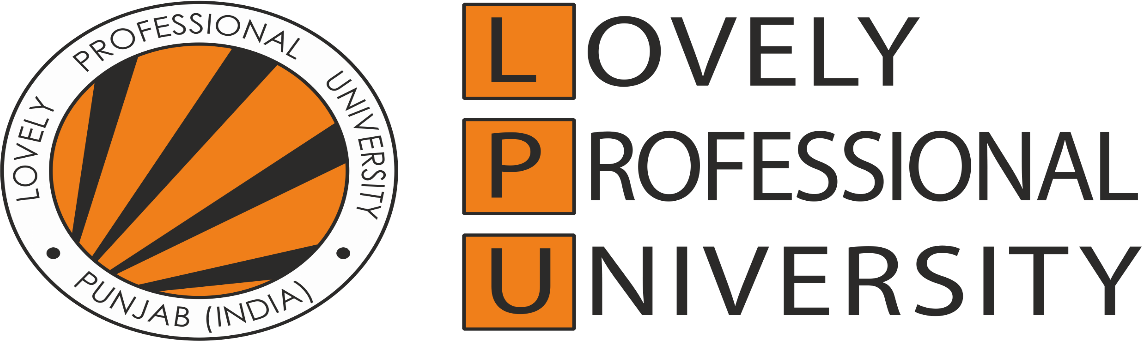 LOVELY PROFESSIONAL UNIVERSITY
• PUNJAB (INDIA) •
LOVELY
PROFESSIONAL
UNIVERSITY